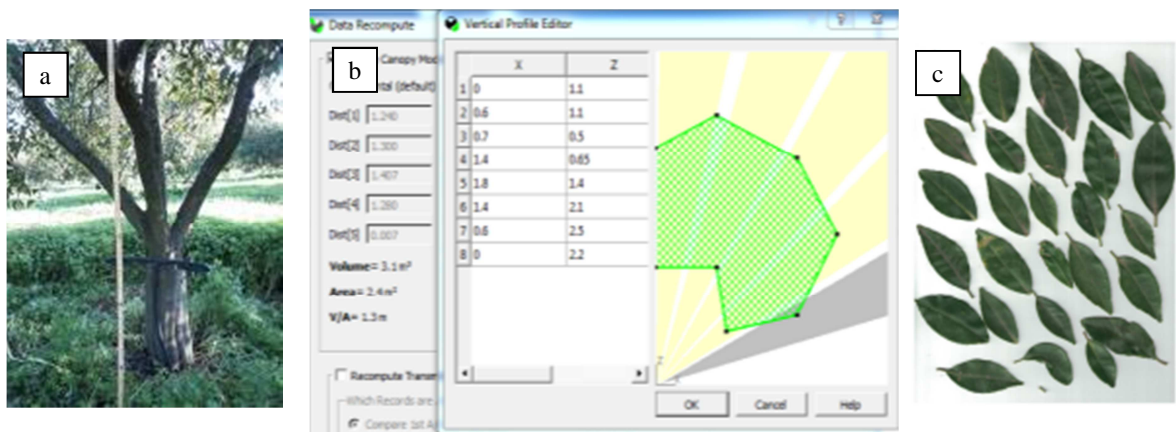 a
b
c
Data Recompute
Canopy Mod
ntal (default)
Dist[1] 1.240
Dist[2] 1.300
Dist[3] 1.407
Dist[4] 1.280
Dist[5] 0.007
Volume= 3.1 m³
Area= 2.4 m²
V/A= 1.3 m
Recompute Transm
Which Records are
Compare 1st A
Vertical Profile Editor
X Z
1 0 1.1
2 0.6 1.1
3 0.7 0.5
4 1.4 0.65
5 1.8 1.4
6 1.4 2.1
7 0.6 2.5
8 0 2.2
Z
OK Cancel Help